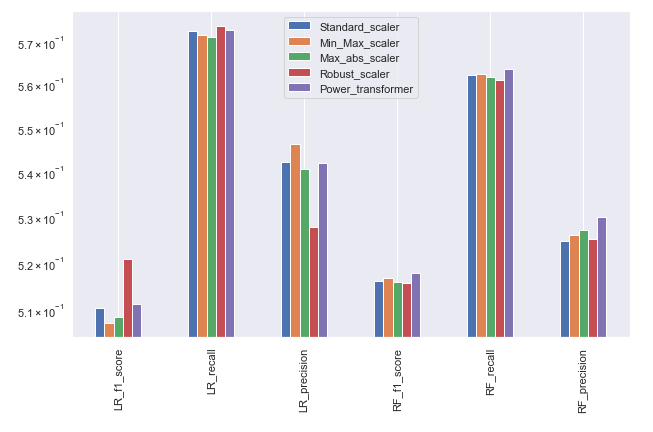 5.7 × 10⁻¹
5.6 × 10⁻¹
5.5 × 10⁻¹
5.4 × 10⁻¹
5.3 × 10⁻¹
5.2 × 10⁻¹
5.1 × 10⁻¹
Standard_scaler
Min_Max_scaler
Max_abs_scaler
Robust_scaler
Power_transformer
LR_f1_score
LR_recall
LR_precision
RF_f1_score
RF_recall
RF_precision